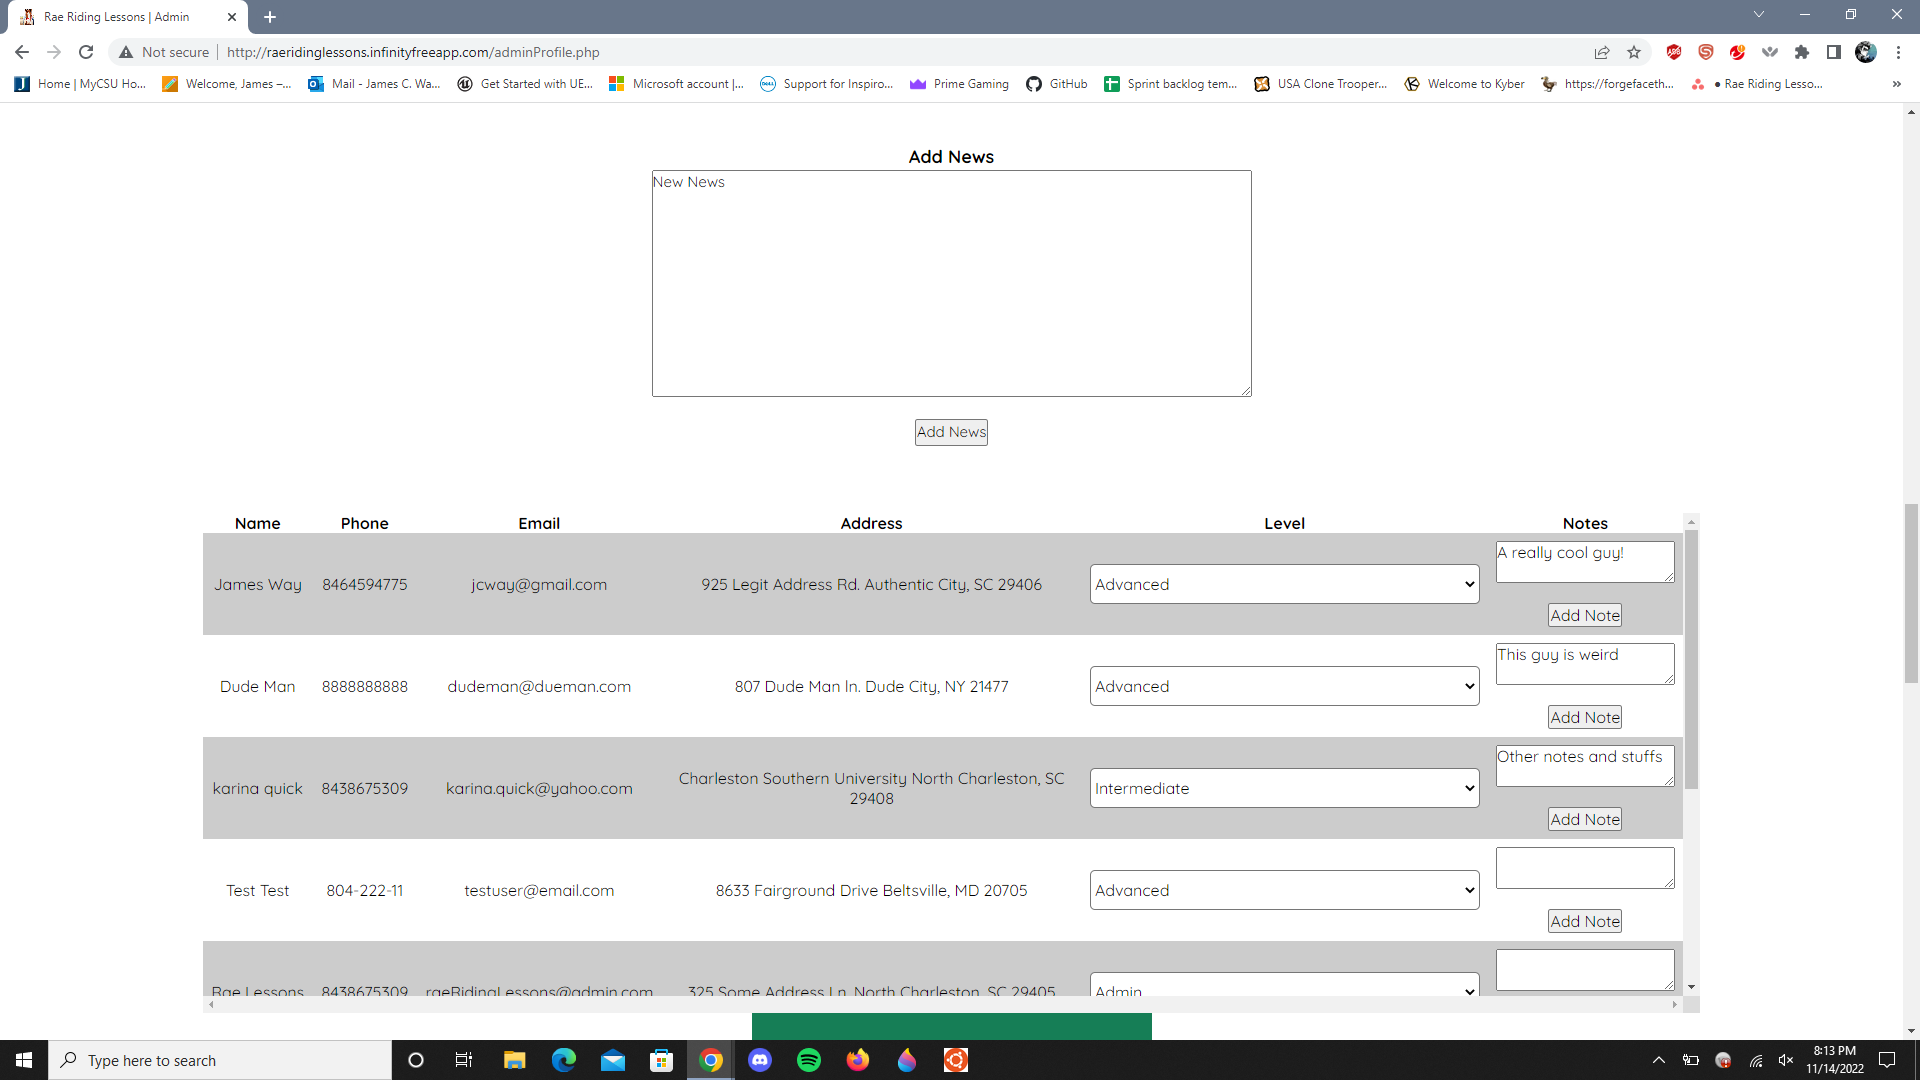 Rae Riding Lessons | Admin
Not secure
http://raeridinglessons.infinityfreeapp.com/adminProfile.php
Home | MyCSU Ho...
Welcome, James –...
Mail - James C. Wa...
Get Started with UE...
Microsoft account |...
Support for Inspiro...
Prime Gaming
GitHub
Sprint backlog tem...
USA Clone Trooper...
Welcome to Kyber
https://forgefaceth...
● Rae Riding Lesso...
»
Add News
New News
Add News
Name Phone Email Address Level Notes
James Way 8464594775 jcway@gmail.com 925 Legit Address Rd. Authentic City, SC 29406 Advanced A really cool guy!
Add Note
Dude Man 8888888888 dudeman@dueman.com 807 Dude Man ln. Dude City, NY 21477 Advanced This guy is weird
Add Note
karina quick 8438675309 karina.quick@yahoo.com Charleston Southern University North Charleston, SC
29408 Intermediate Other notes and stuffs
Add Note
Test Test 804-222-11 testuser@email.com 8633 Fairground Drive Beltsville, MD 20705 Advanced
Add Note
Rae Lessons 8438675309 raeRidingLessons@admin.com 325 Some Address Ln. North Charleston, SC 29405 Admin
Type here to search
8:13 PM
11/14/2022